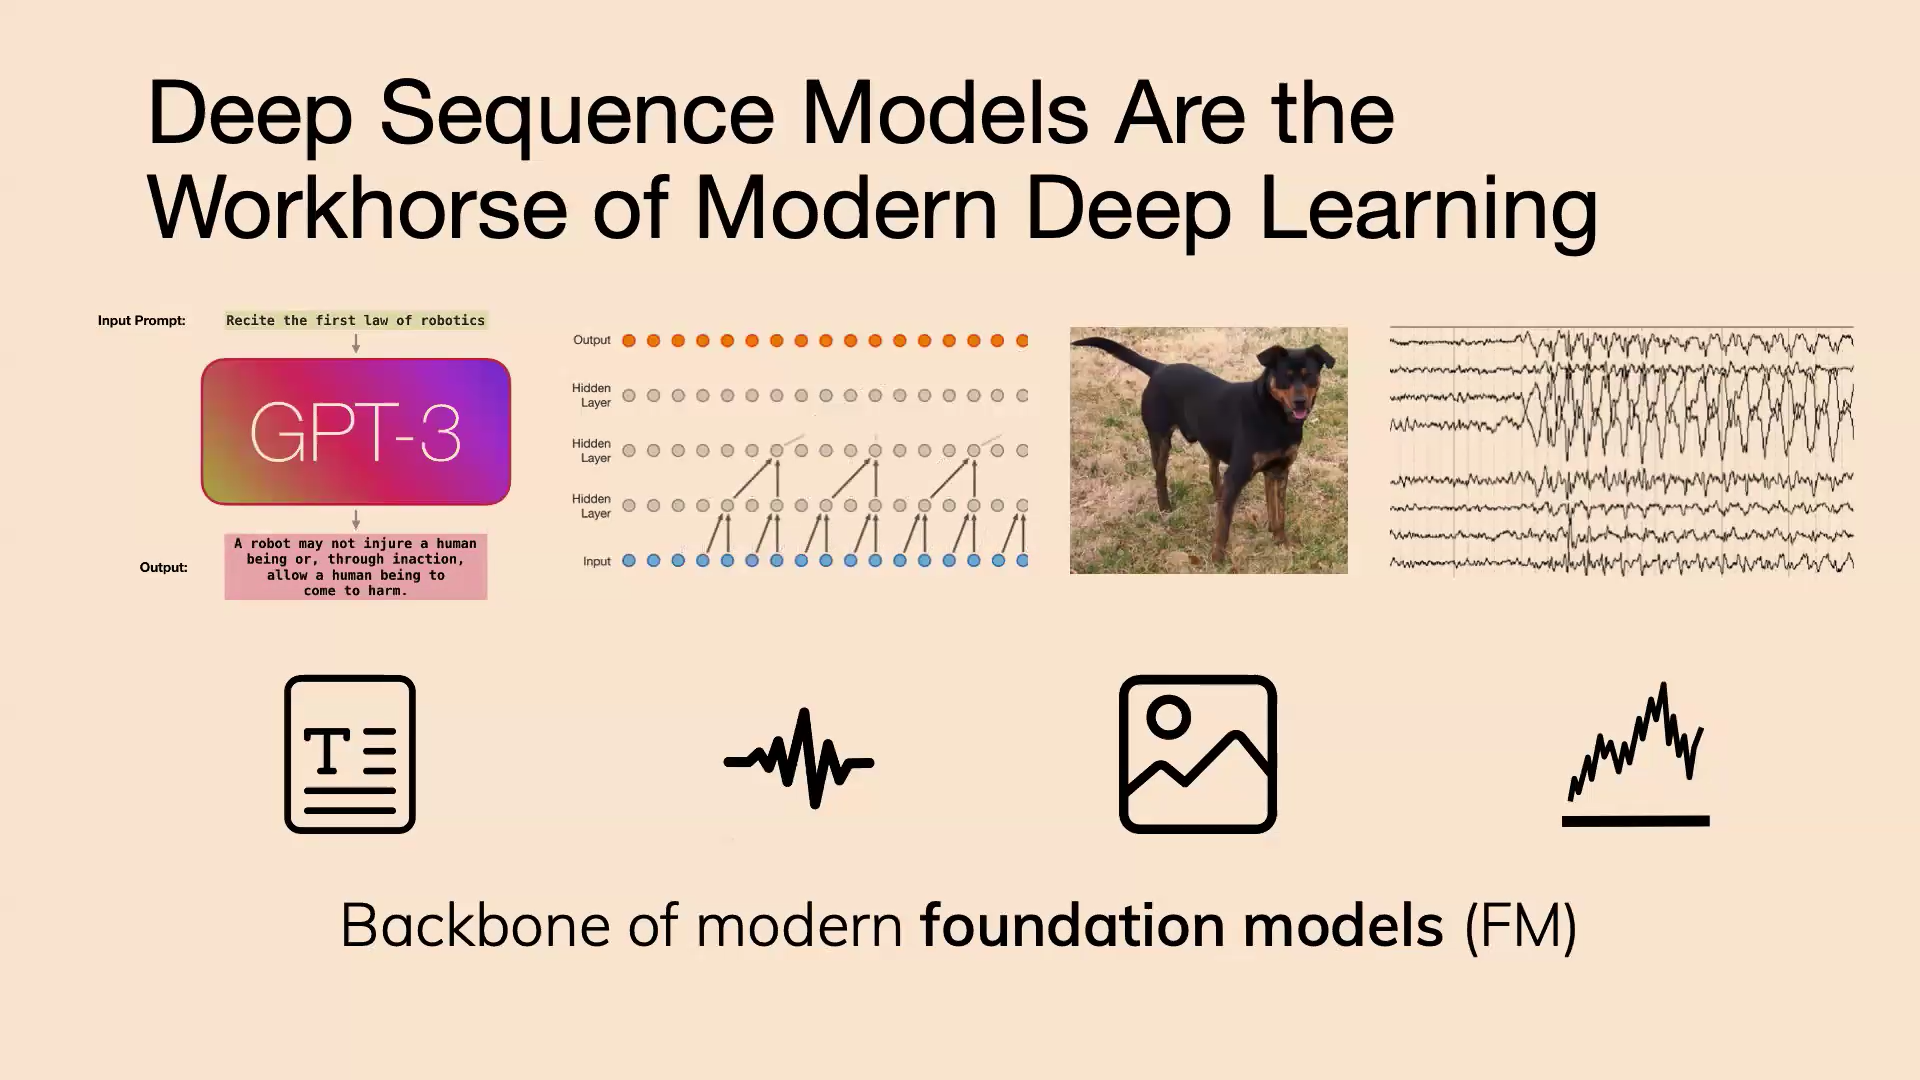 Deep Sequence Models Are the
Workhorse of Modern Deep Learning
Input Prompt:
Recite the first law of robotics
GPT-3
Output:
A robot may not injure a human
being or, through inaction,
allow a human being to
come to harm.
Output
Hidden
Layer
Hidden
Layer
Hidden
Layer
Input
T
Backbone of modern foundation models (FM)